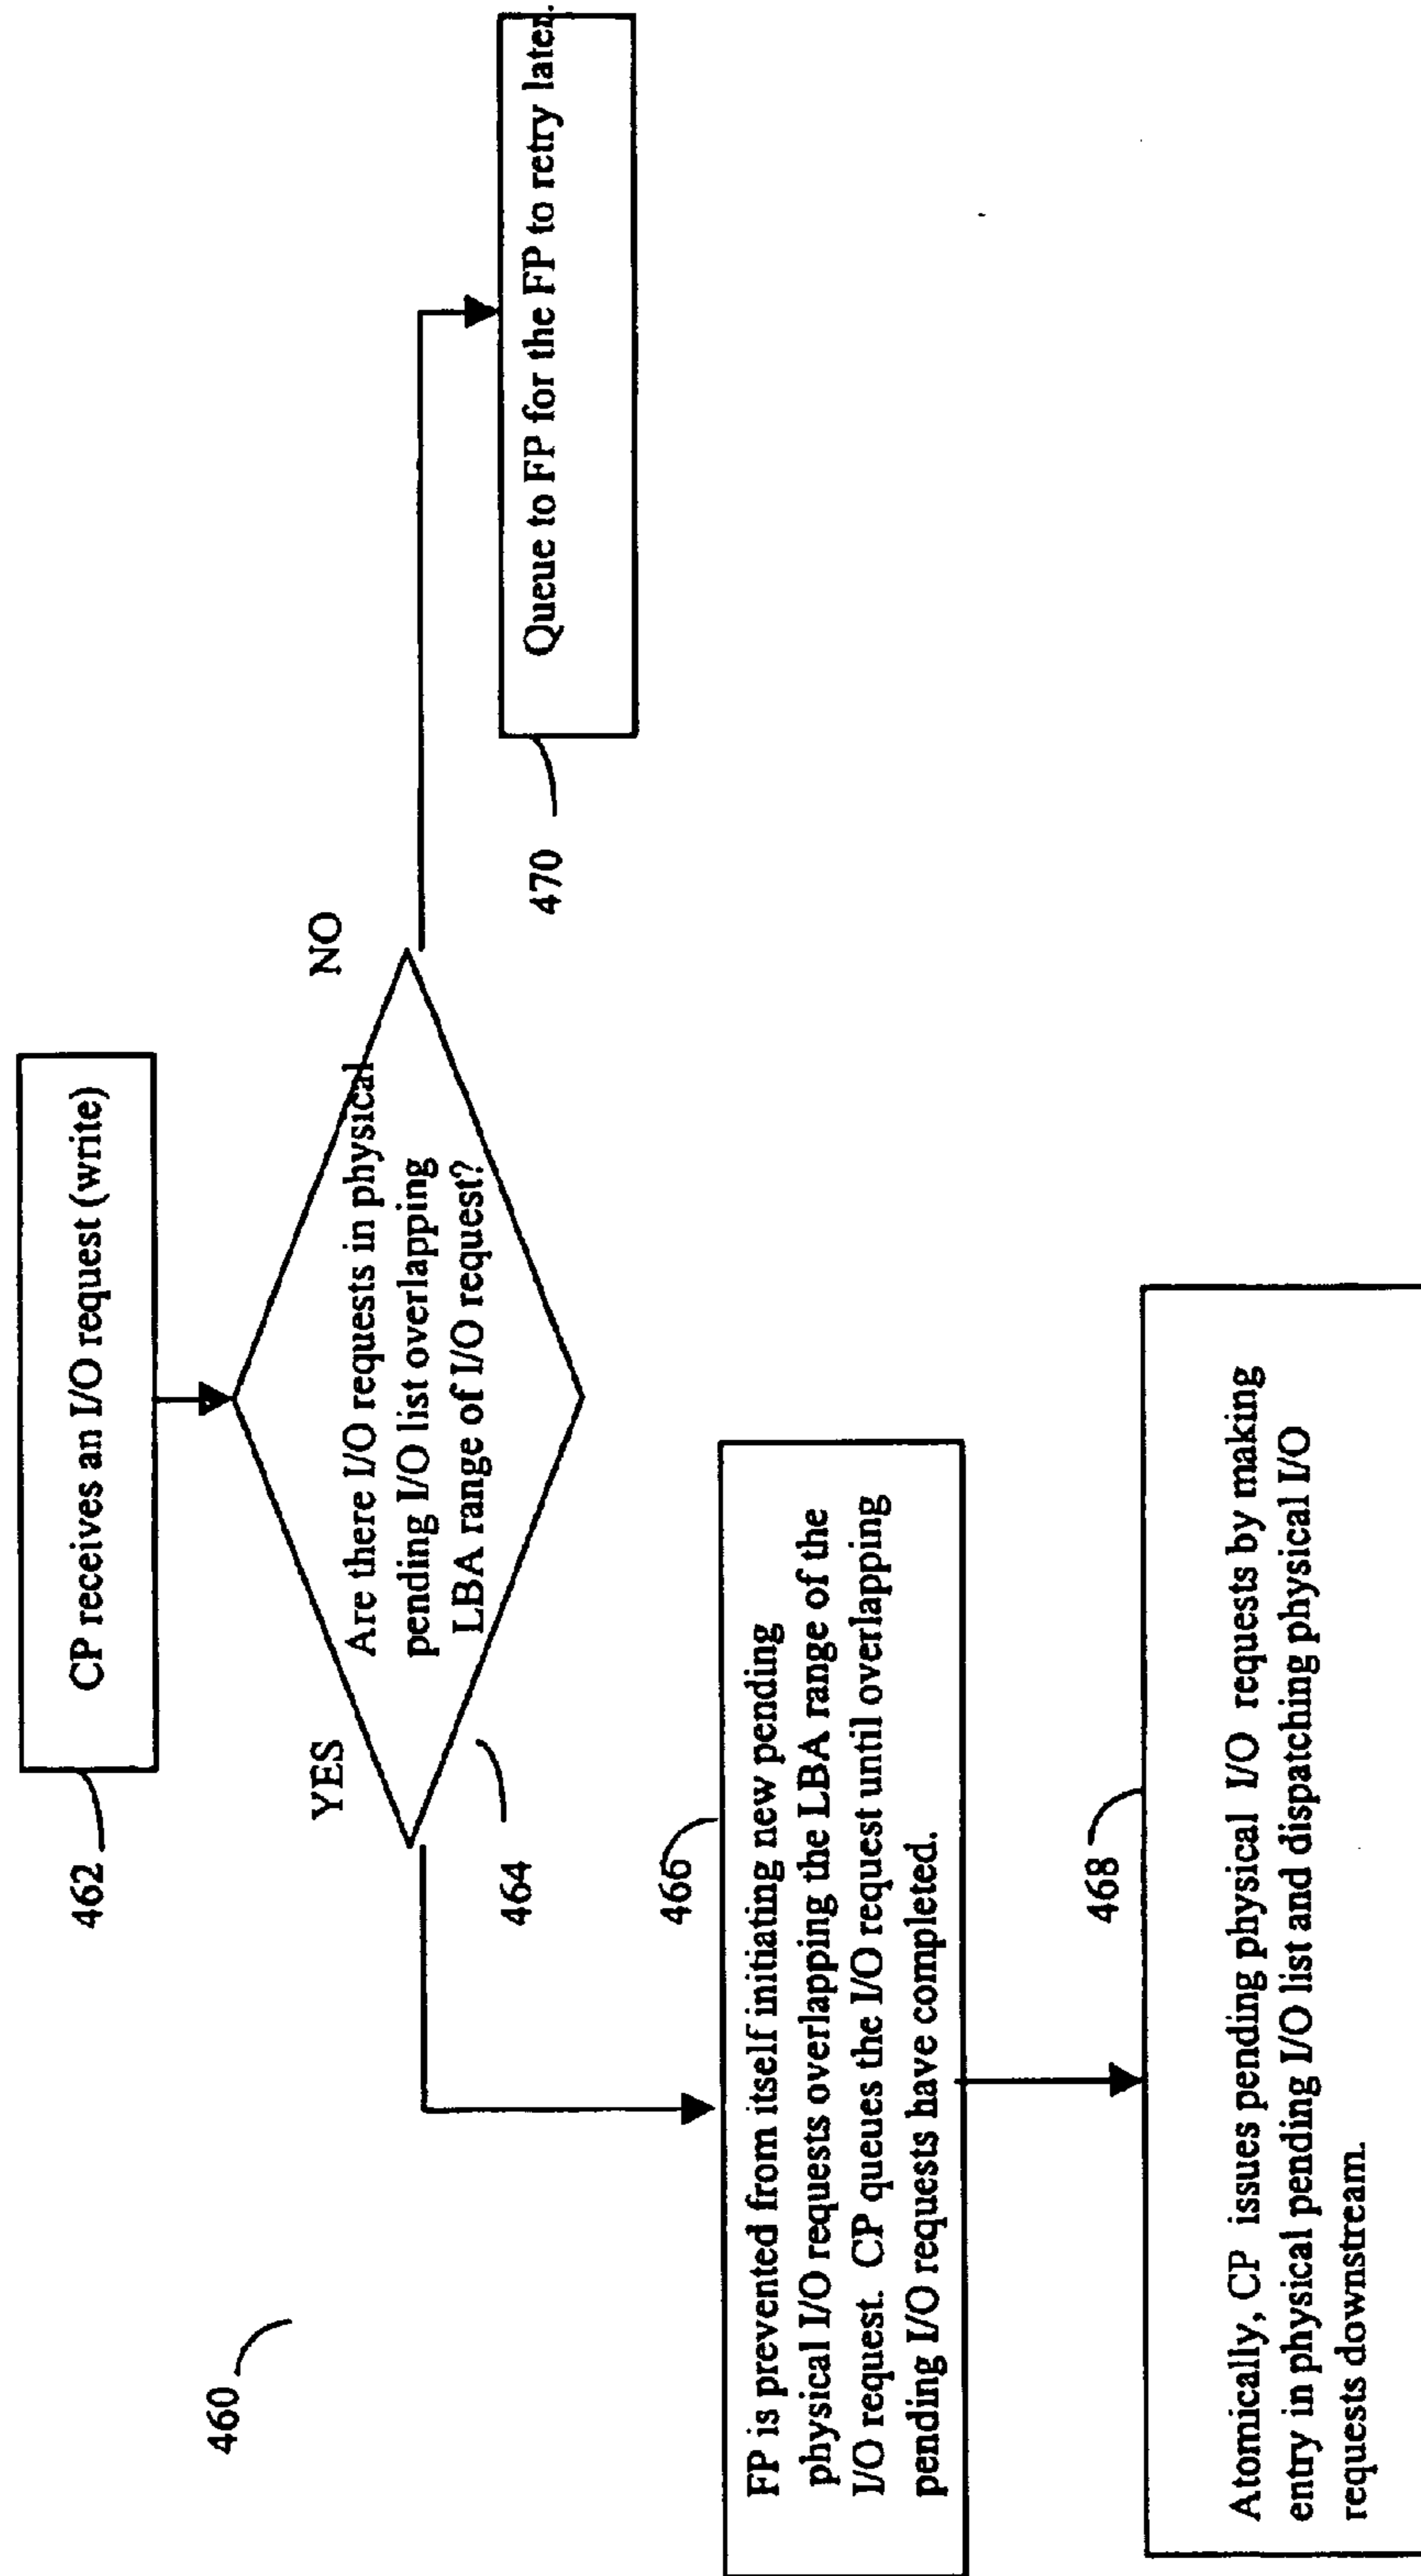 CP receives an I/O request (write)
462
Are there I/O requests in physical
pending I/O list overlapping
LBA range of I/O request?
YES
NO
464
Queue to FP for the FP to retry later.
470
460
466
FP is prevented from itself initiating new pending
physical I/O requests overlapping the LBA range of the
I/O request. CP queues the I/O request until overlapping
pending I/O requests have completed.
468
Atomically, CP issues pending physical I/O requests by making
entry in physical pending I/O list and dispatching physical I/O
requests downstream.